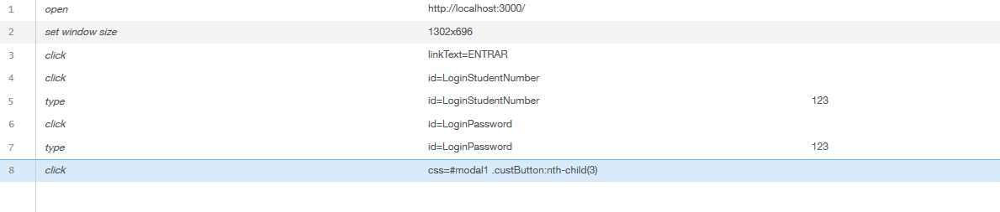 1 open http://localhost:3000/
2 set window size 1302x696
3 click linkText=ENTRAR
4 click id=LoginStudentNumber
5 type id=LoginStudentNumber 123
6 click id=LoginPassword
7 type id=LoginPassword 123
8 click css=#modal1 .custButton:nth-child(3)